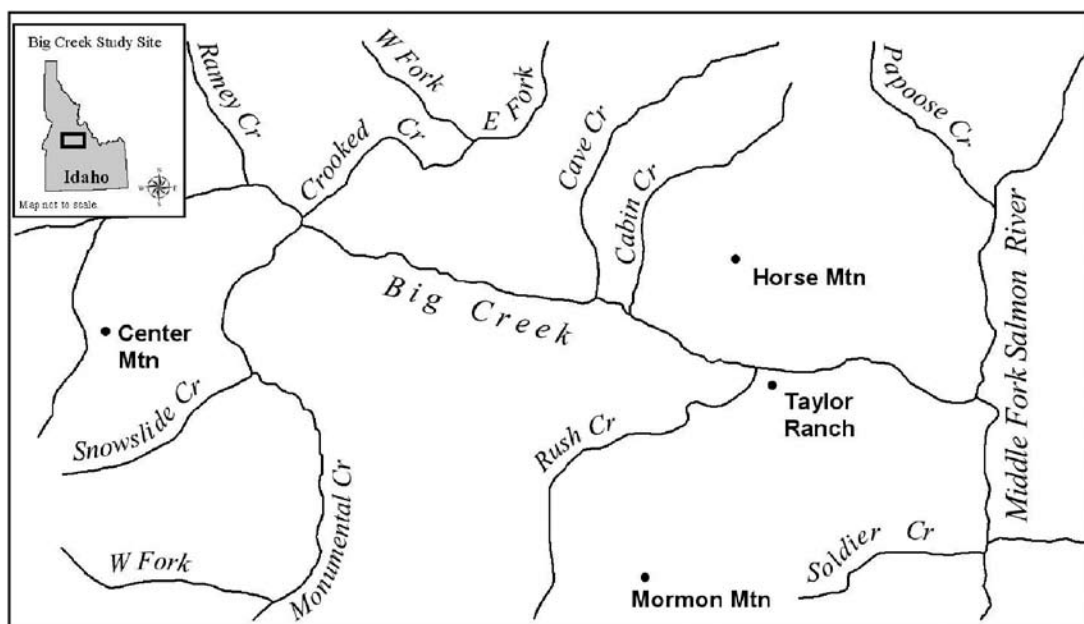 Big Creek Study Site
Idaho
Map not to scale.
N
W
E
S
Ramey Cr
Crooked Cr
W Fork
E Fork
Cave Cr
Cabin Cr
Papoose Cr
Middle Fork Salmon River
Big Creek
Horse Mtn
Center
Mtn
Snowslide Cr
Rush Cr
Taylor
Ranch
Monumental Cr
W Fork
Soldier Cr
Mormon Mtn